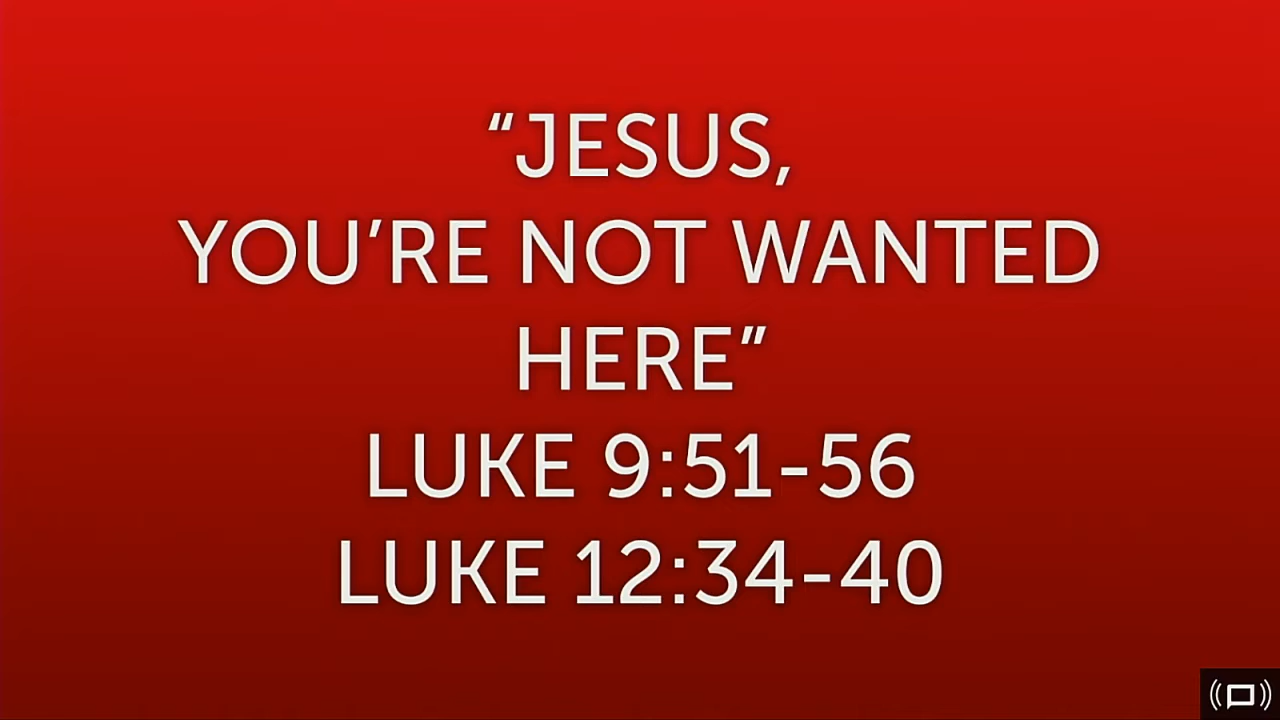 “JESUS,
YOU’RE NOT WANTED
HERE”
LUKE 9:51-56
LUKE 12:34-40